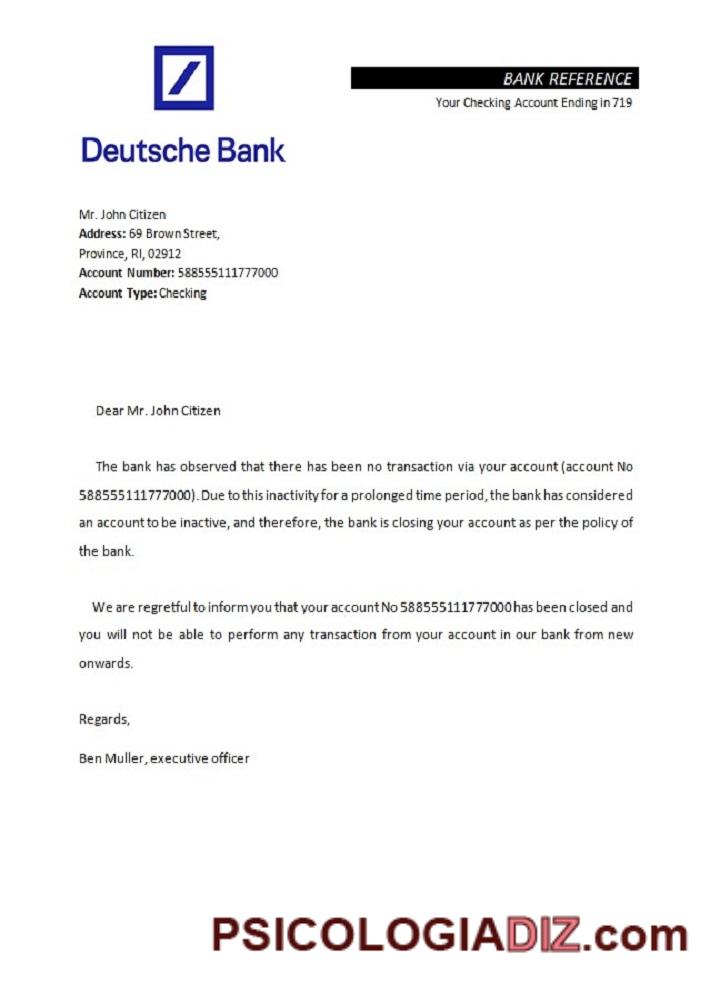 BANK REFERENCE
Your Checking Account Ending in 719
Deutsche Bank
Mr. John Citizen
Address: 69 Brown Street,
Province, RI, 02912
Account Number: 588555111777000
Account Type: Checking
Dear Mr. John Citizen
The bank has observed that there has been no transaction via your account (account No
588555111777000). Due to this inactivity for a prolonged time period, the bank has considered
an account to be inactive, and therefore, the bank is closing your account as per the policy of
the bank.
We are regretful to inform you that your account No 588555111777000 has been closed and
you will not be able to perform any transaction from your account in our bank from new
onwards.
Regards,
Ben Muller, executive officer
PSICOLOGIADIZ.com